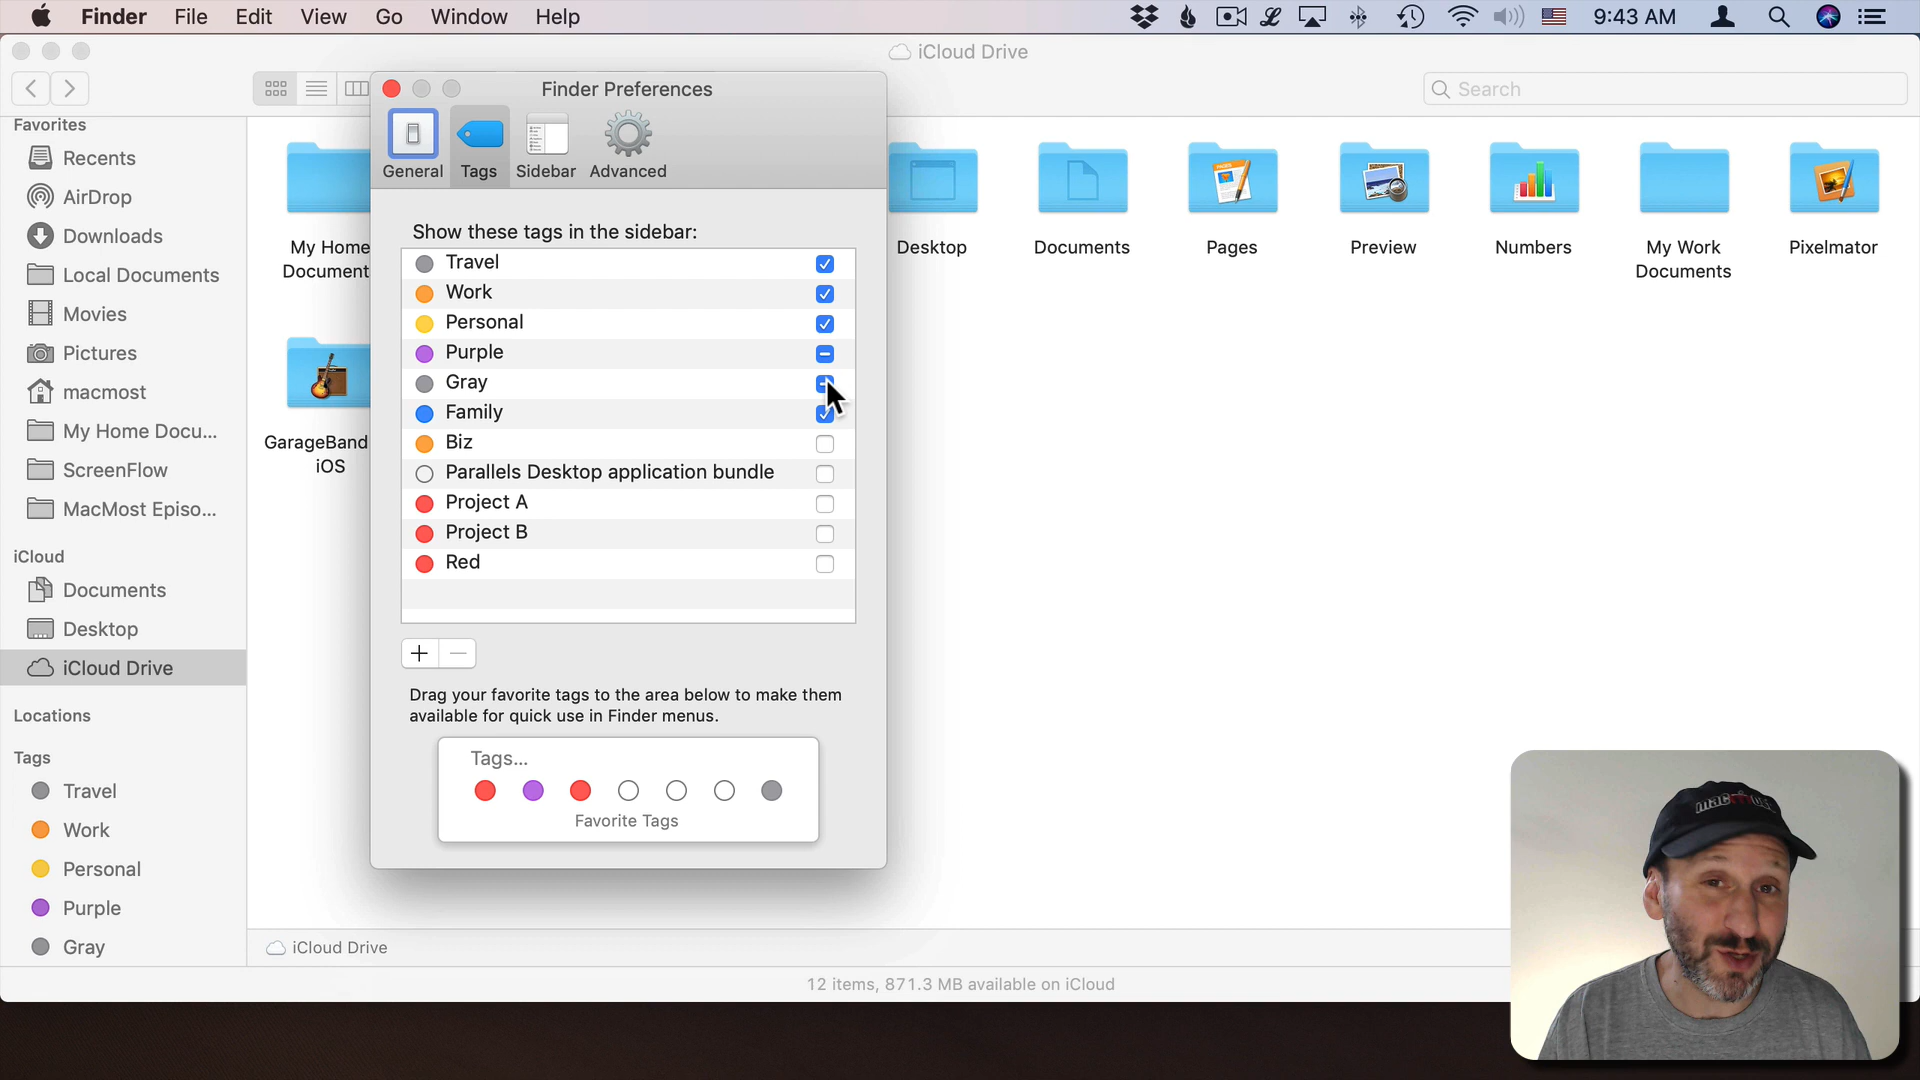 Finder File Edit View Go Window Help 9:43 AM
iCloud Drive
Search
Finder Preferences
General Tags Sidebar Advanced
Favorites
Recents
AirDrop
Downloads
Local Documents
Movies
Pictures
macmost
My Home Docu...
ScreenFlow
MacMost Episo...
iCloud
Documents
Desktop
iCloud Drive
Locations
Tags
Travel
Work
Personal
Purple
Gray
Show these tags in the sidebar:
Travel
Work
Personal
Purple
Gray
Family
Biz
Parallels Desktop application bundle
Project A
Project B
Red
Drag your favorite tags to the area below to make them
available for quick use in Finder menus.
Tags...
Favorite Tags
My Home
Document
Desktop
Documents
Pages
Preview
Numbers
My Work
Documents
Pixelmator
GarageBand
iOS
iCloud Drive
12 items, 871.3 MB available on iCloud